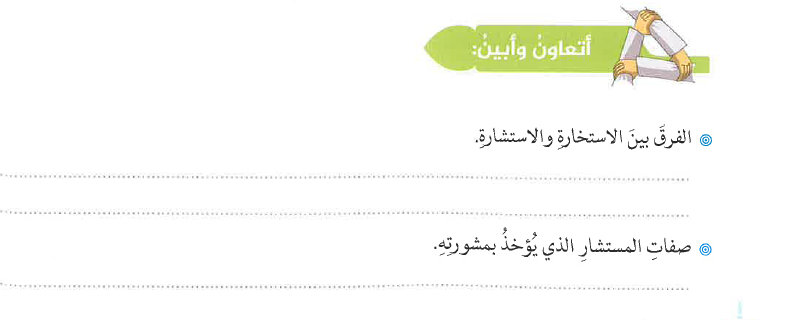 أتعاونُ وأبينُ:
الفرقَ بينَ الاستخارةِ والاستشارةِ.
صفاتِ المستشارِ الذي يُؤخذُ بمشورتِهِ.